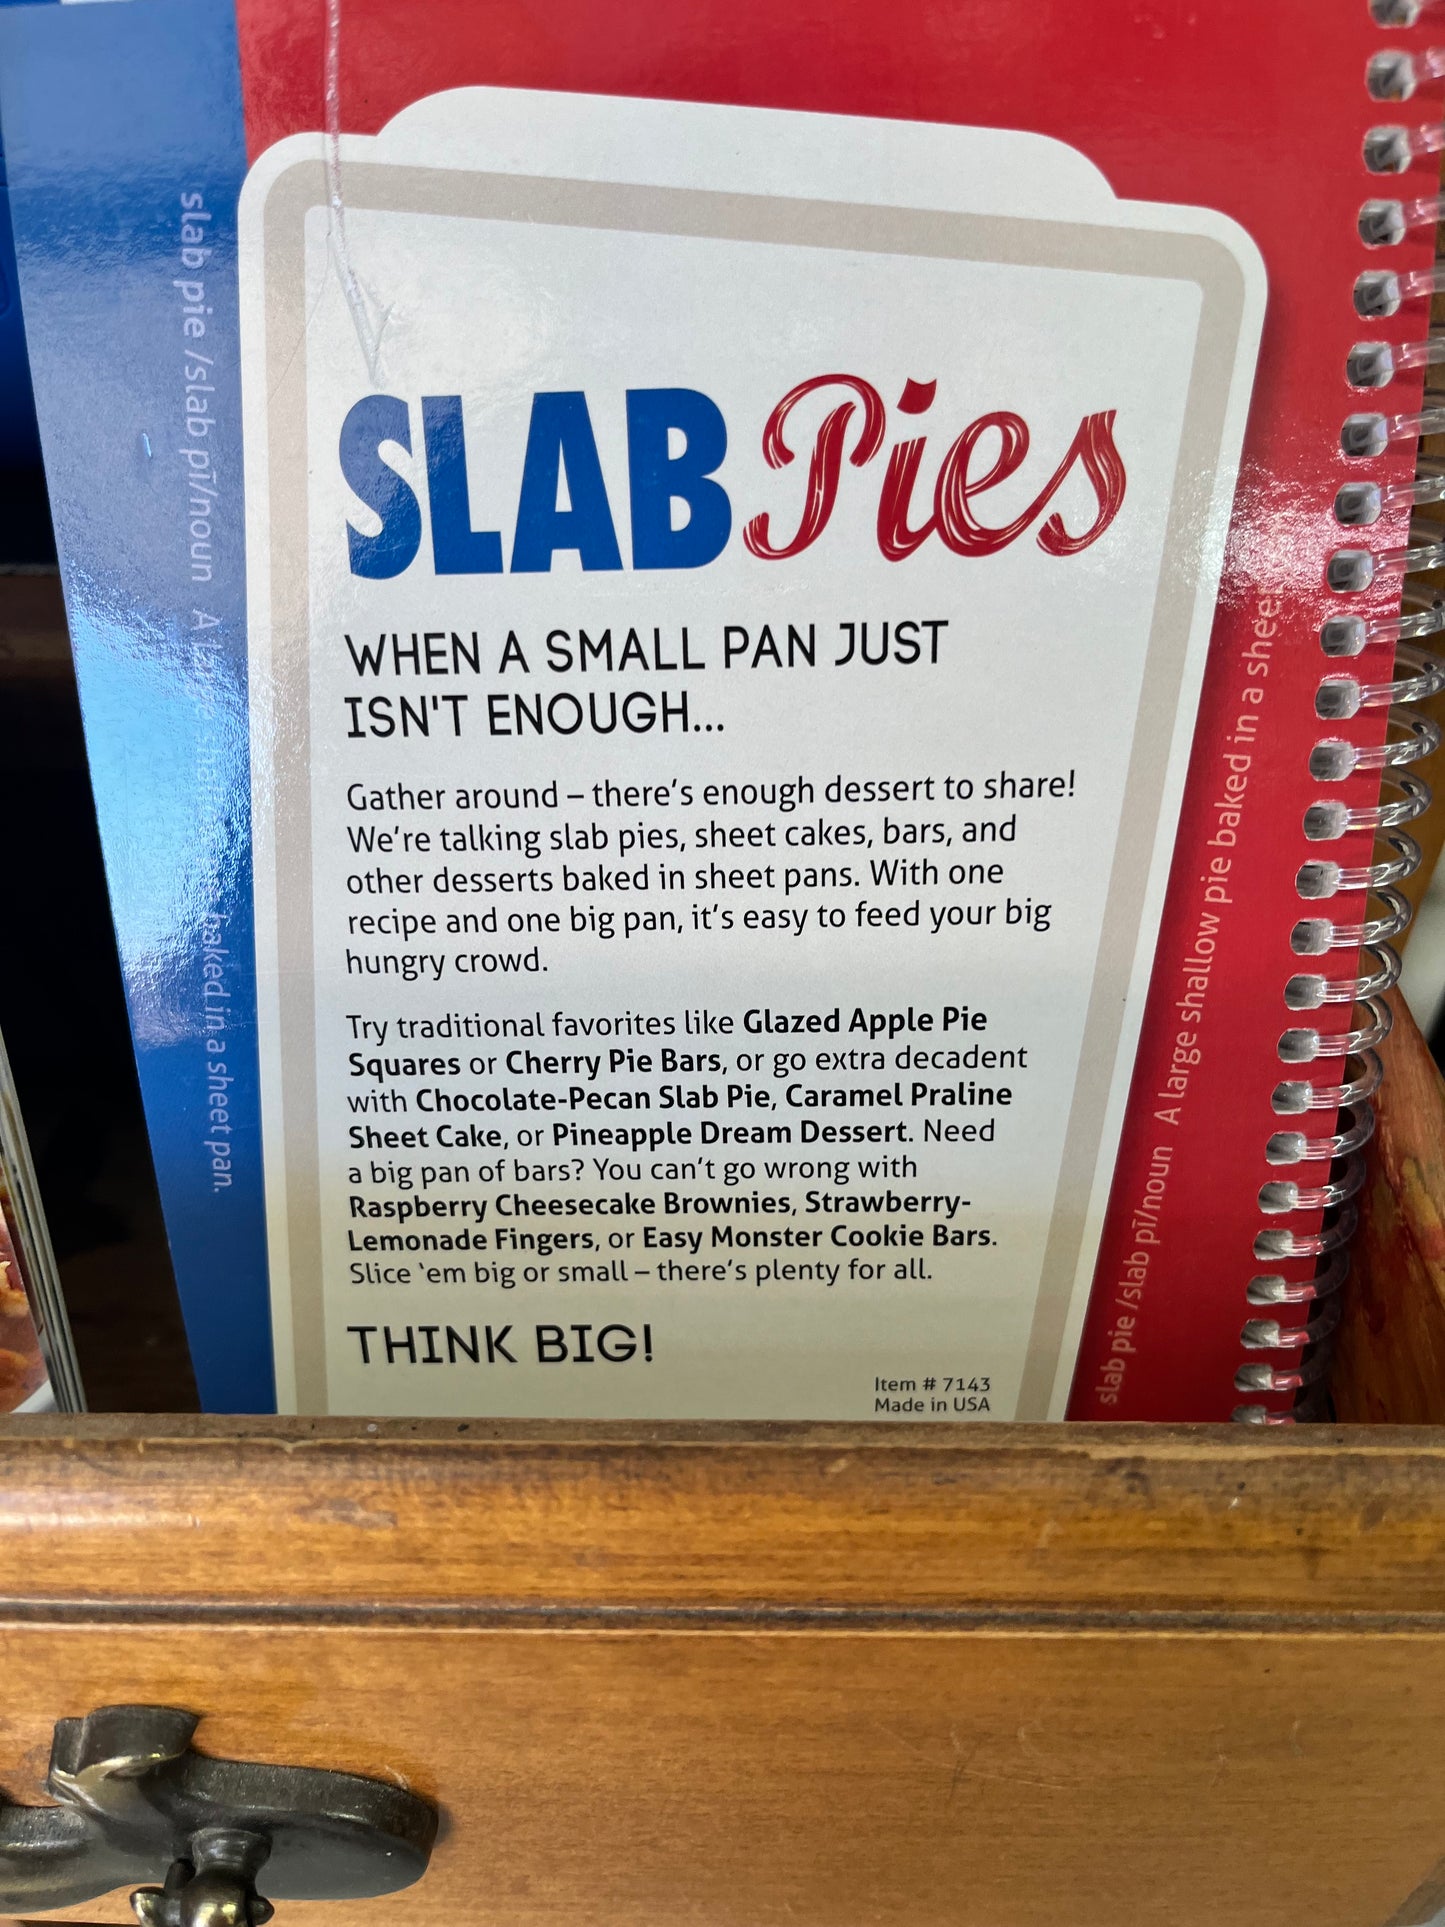 slab pie /slab pī/noun A large shallow pie baked in a sheet pan.
SLAB Pies
WHEN A SMALL PAN JUST
ISN'T ENOUGH...
Gather around – there's enough dessert to share!
We're talking slab pies, sheet cakes, bars, and
other desserts baked in sheet pans. With one
recipe and one big pan, it's easy to feed your big
hungry crowd.
Try traditional favorites like Glazed Apple Pie
Squares or Cherry Pie Bars, or go extra decadent
with Chocolate-Pecan Slab Pie, Caramel Praline
Sheet Cake, or Pineapple Dream Dessert. Need
a big pan of bars? You can't go wrong with
Raspberry Cheesecake Brownies, Strawberry-
Lemonade Fingers, or Easy Monster Cookie Bars.
Slice 'em big or small – there's plenty for all.
THINK BIG!
Item # 7143
Made in USA
slab pie /slab pī/noun A large shallow pie baked in a sheet